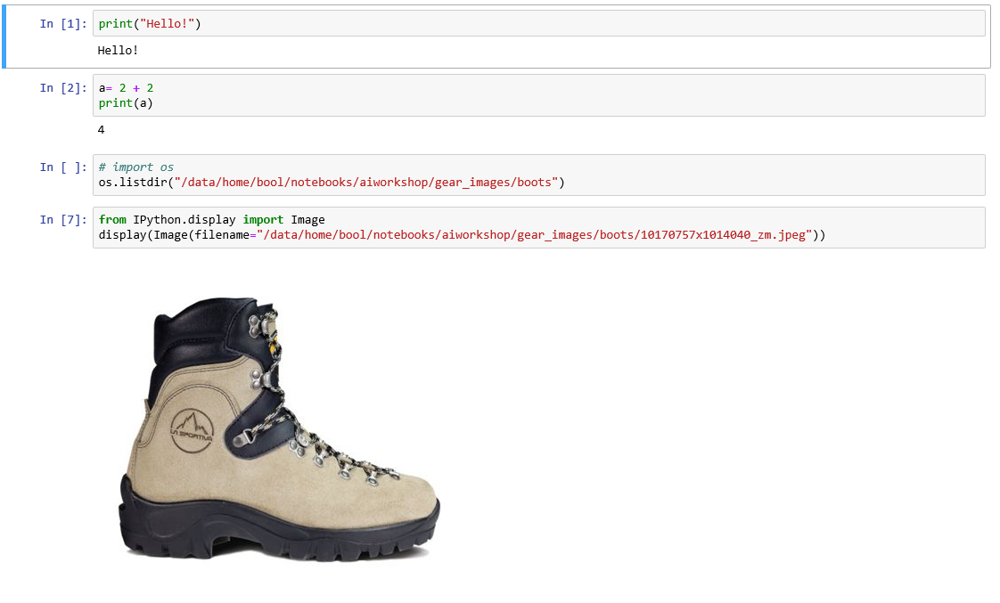 In [1]: print("Hello!")
Hello!
In [2]: a= 2 + 2
print(a)
4
In [ ]: # import os
os.listdir("/data/home/bool/notebooks/aiworkshop/gear_images/boots")
In [7]: from IPython.display import Image
display(Image(filename="/data/home/bool/notebooks/aiworkshop/gear_images/boots/10170757x1014040_zm.jpeg"))
LA SPORTIVA